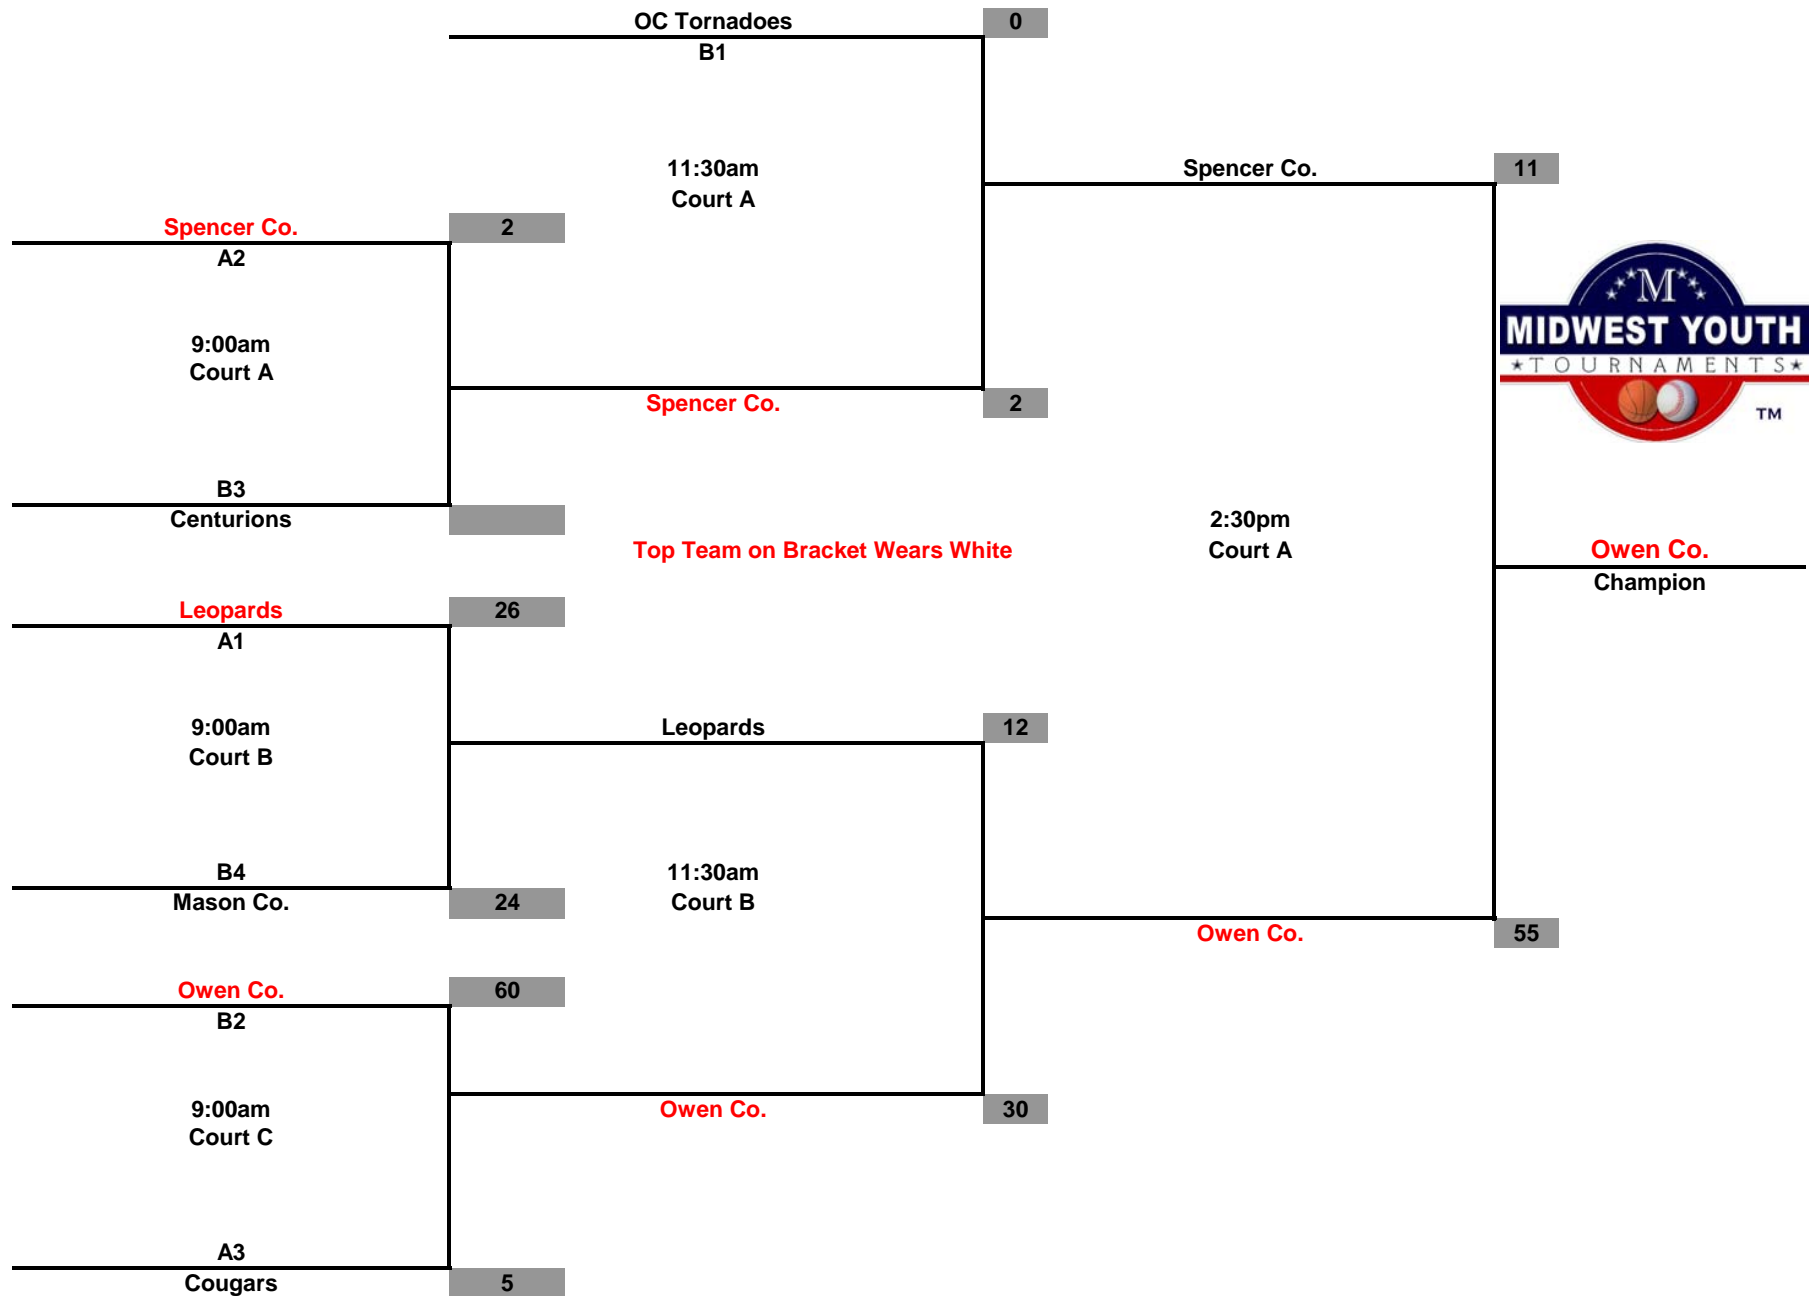 OC Tornadoes
0
B1
11:30am
Court A
Spencer Co.
11
Spencer Co.
2
A2
9:00am
Court A
Spencer Co.
2
B3
Centurions
M
MIDWEST YOUTH
TOURNAMENTS
TM
Top Team on Bracket Wears White
2:30pm
Court A
Owen Co.
Champion
Leopards
26
A1
9:00am
Court B
Leopards
12
B4
Mason Co.
24
11:30am
Court B
Owen Co.
55
Owen Co.
60
B2
9:00am
Court C
Owen Co.
30
A3
Cougars
5